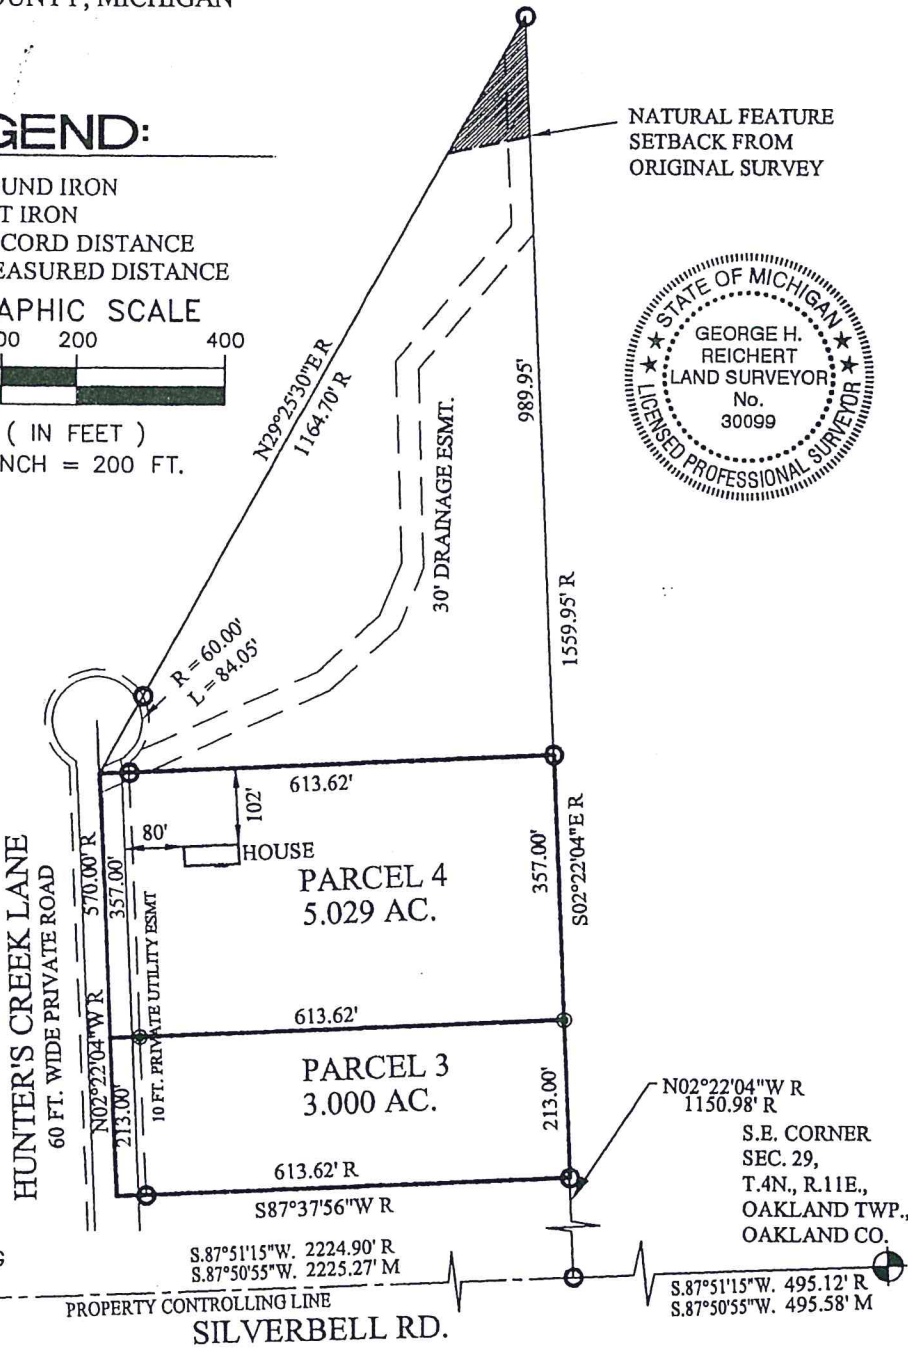 OUNTY, MICHIGAN
GEND:
UND IRON
T IRON
CORD DISTANCE
EASURED DISTANCE
APHIC SCALE
00 200 400
( IN FEET )
NCH = 200 FT.
NATURAL FEATURE
SETBACK FROM
ORIGINAL SURVEY
STATE OF MICHIGAN
GEORGE H.
REICHERT
LAND SURVEYOR
No.
30099
LICENSED PROFESSIONAL SURVEYOR
N29°25'30"E R
1164.70' R
989.95'
30' DRAINAGE ESMT.
1559.95' R
R = 60.00'
L = 84.05'
613.62'
102'
80'
HOUSE
PARCEL 4
5.029 AC.
570.00' R
357.00'
357.00'
S02°22'04"E R
HUNTER'S CREEK LANE
60 FT. WIDE PRIVATE ROAD
10 FT. PRIVATE UTILITY ESMT
N02°22'04"W R
213.00'
613.62'
PARCEL 3
3.000 AC.
213.00'
N02°22'04"W R
1150.98' R
613.62' R
S87°37'56"W R
S.E. CORNER
SEC. 29,
T.4N., R.11E.,
OAKLAND TWP.,
OAKLAND CO.
G
S.87°51'15"W. 2224.90' R
S.87°50'55"W. 2225.27' M
S.87°51'15"W. 495.12' R
S.87°50'55"W. 495.58' M
PROPERTY CONTROLLING LINE
SILVERBELL RD.